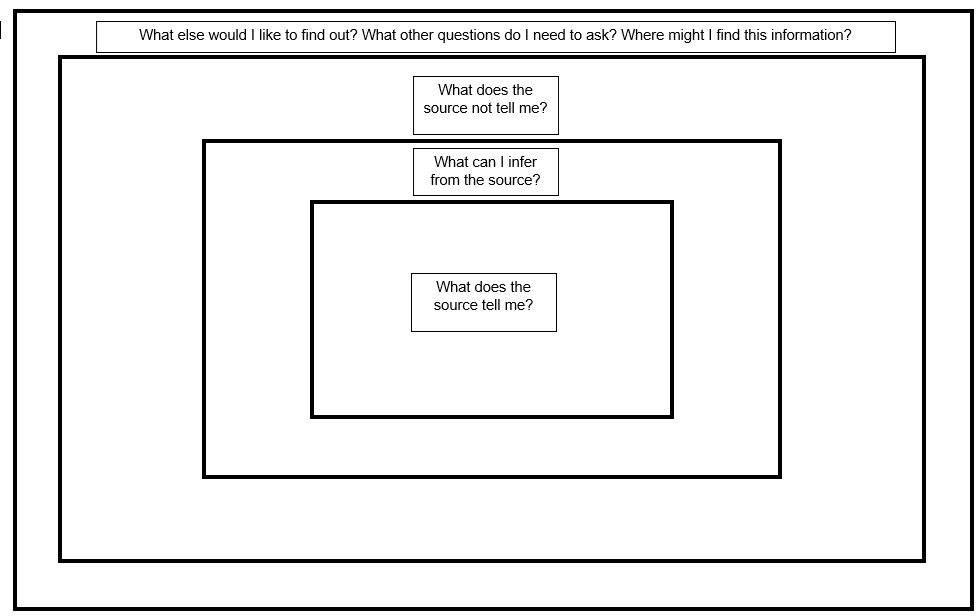 What else would I like to find out? What other questions do I need to ask? Where might I find this information?
What does the
source not tell me?
What can I infer
from the source?
What does the
source tell me?